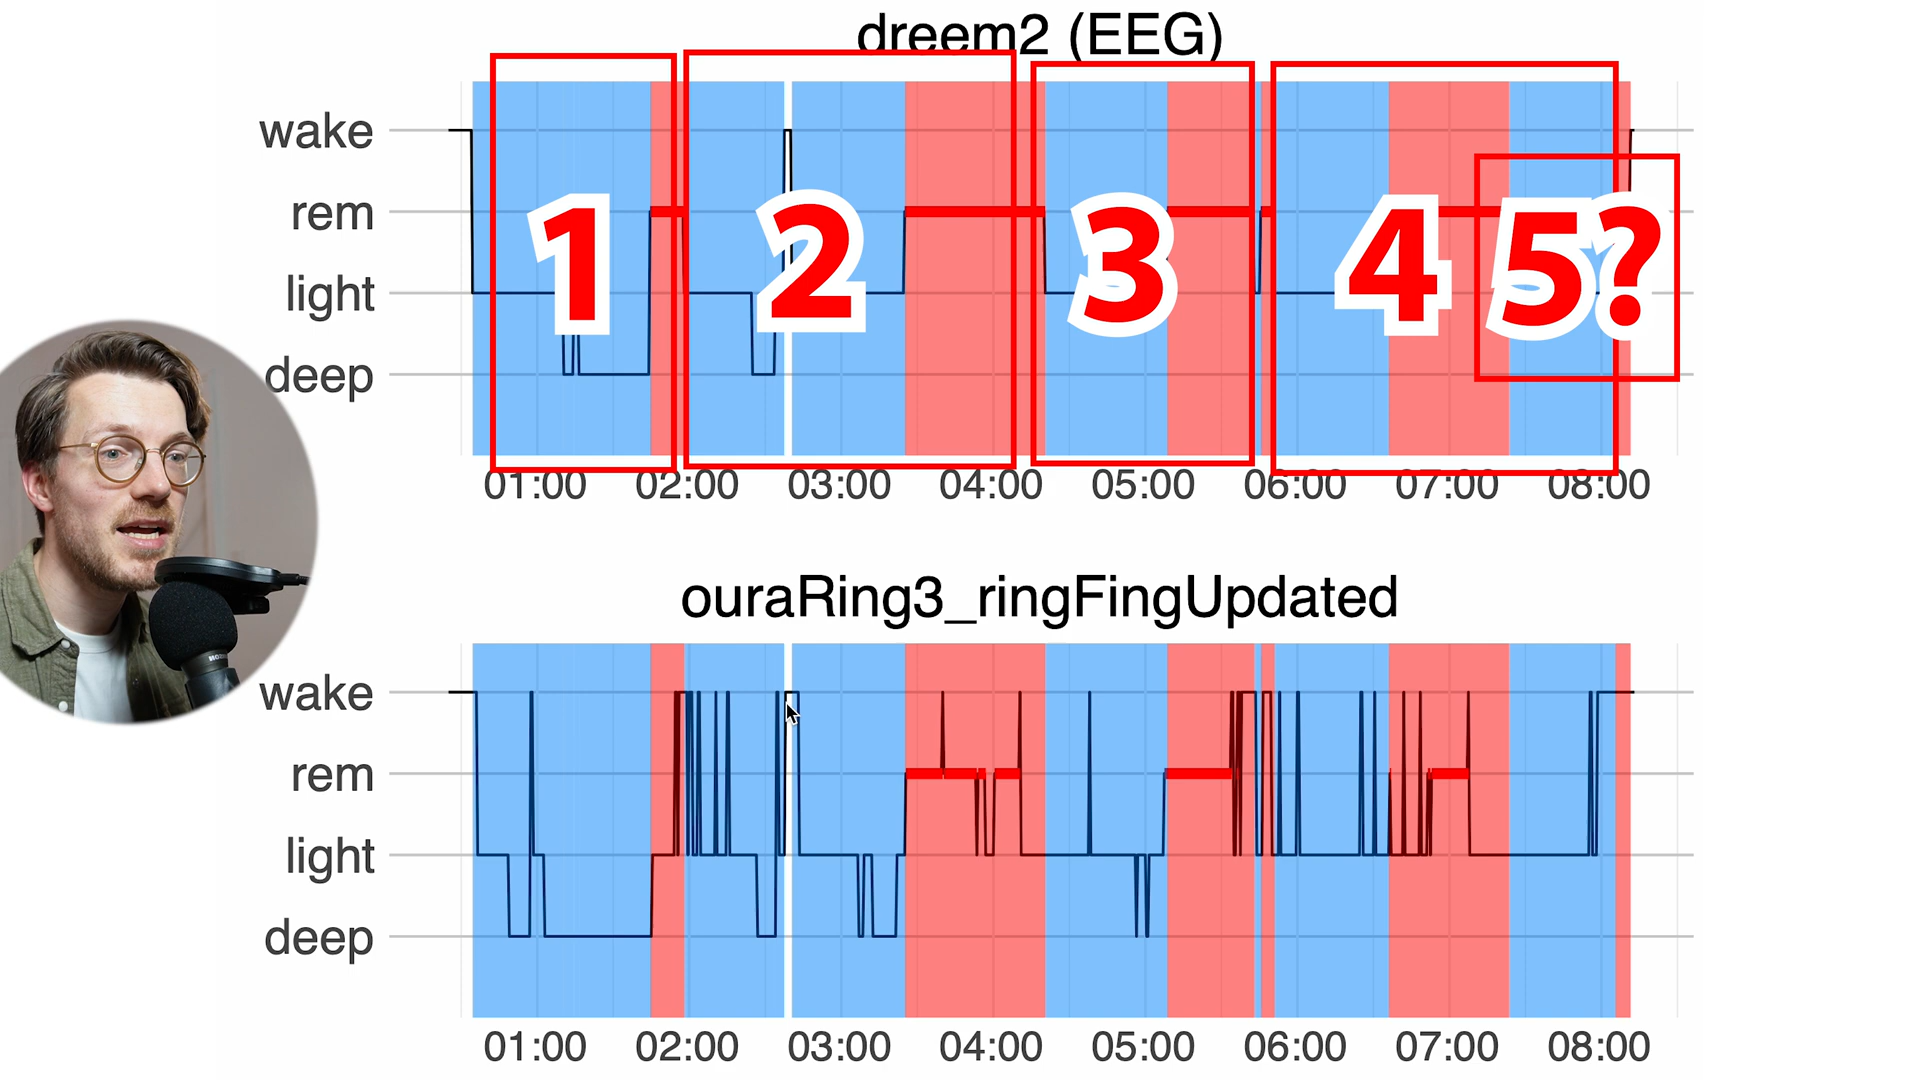 dreem2 (EEG)
wake
rem
light
deep
1
2
3
4
5?
01:00 02:00 03:00 04:00 05:00 06:00 07:00 08:00
ouraRing3_ringFingUpdated
wake
rem
light
deep
01:00 02:00 03:00 04:00 05:00 06:00 07:00 08:00